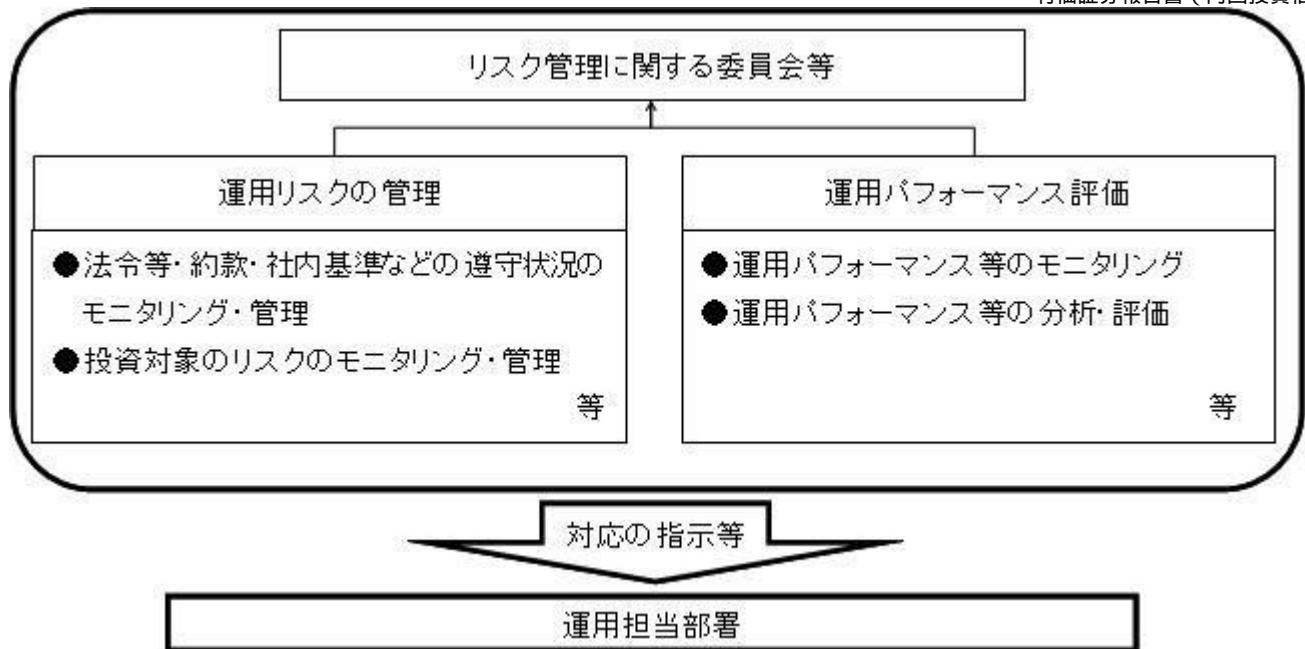 リスク管理に関する委員会等
運用リスクの管理
●法令等・約款・社内基準などの遵守状況の
モニタリング・管理
●投資対象のリスクのモニタリング・管理
等
運用パフォーマンス評価
●運用パフォーマンス等のモニタリング
●運用パフォーマンス等の分析・評価
等
対応の指示等
運用担当部署